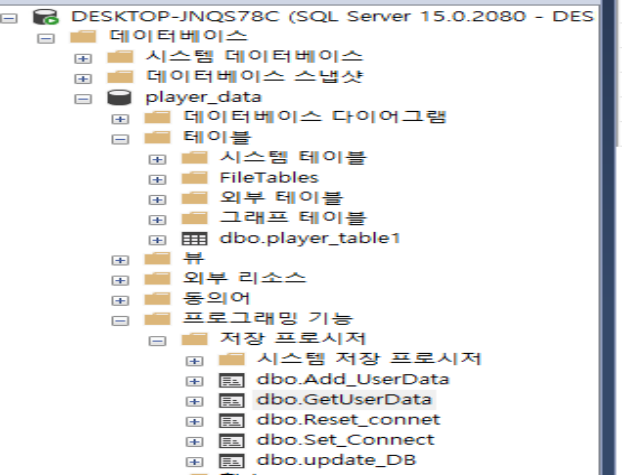 DESKTOP-JNQS78C (SQL Server 15.0.2080 - DES
데이터베이스
시스템 데이터베이스
데이터베이스 스냅샷
player_data
데이터베이스 다이어그램
테이블
시스템 테이블
FileTables
외부 테이블
그래프 테이블
dbo.player_table1
뷰
외부 리소스
동의어
프로그래밍 기능
저장 프로시저
시스템 저장 프로시저
dbo.Add_UserData
dbo.GetUserData
dbo.Reset_connet
dbo.Set_Connect
dbo.update_DB